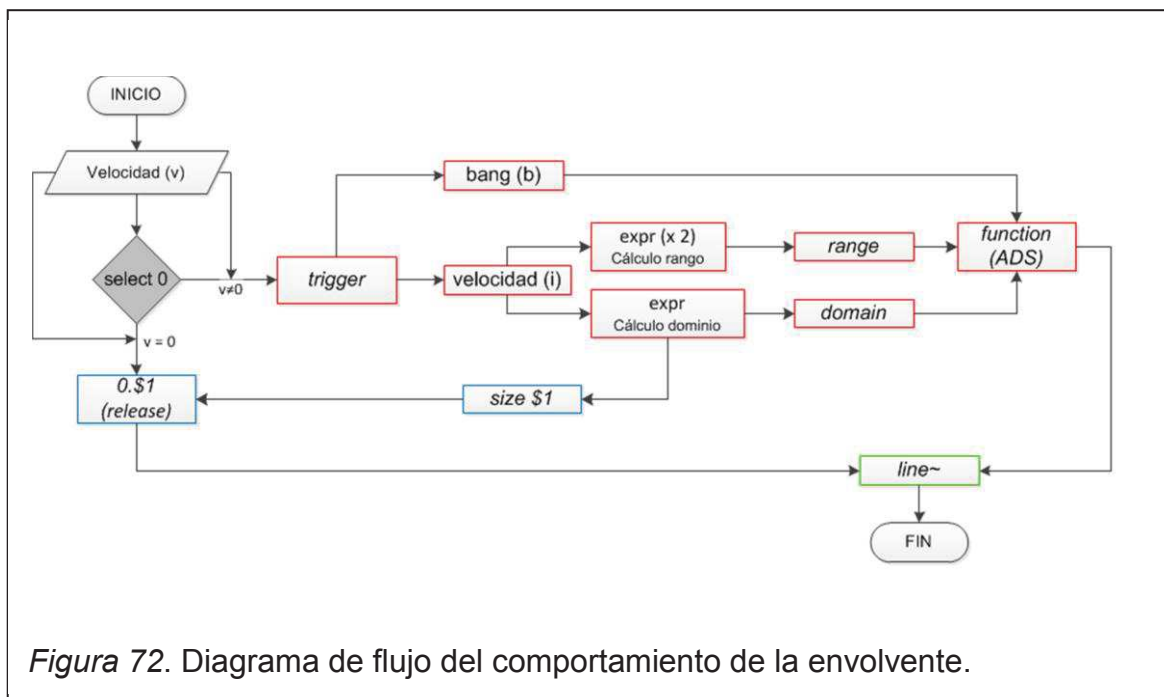 INICIO
Velocidad (v)
select 0
v≠0
v = 0
trigger
bang (b)
velocidad (i)
expr (x 2)
Cálculo rango
range
function
(ADS)
expr
Cálculo dominio
domain
0.$1
(release)
size $1
line~
FIN
Figura 72. Diagrama de flujo del comportamiento de la envolvente.